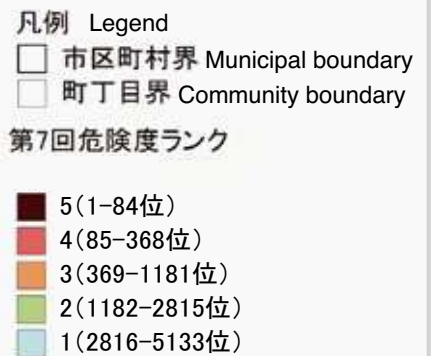 凡例 Legend
市区町村界 Municipal boundary
町丁目界 Community boundary
第7回危険度ランク
5(1-84位)
4(85-368位)
3(369-1181位)
2(1182-2815位)
1(2816-5133位)